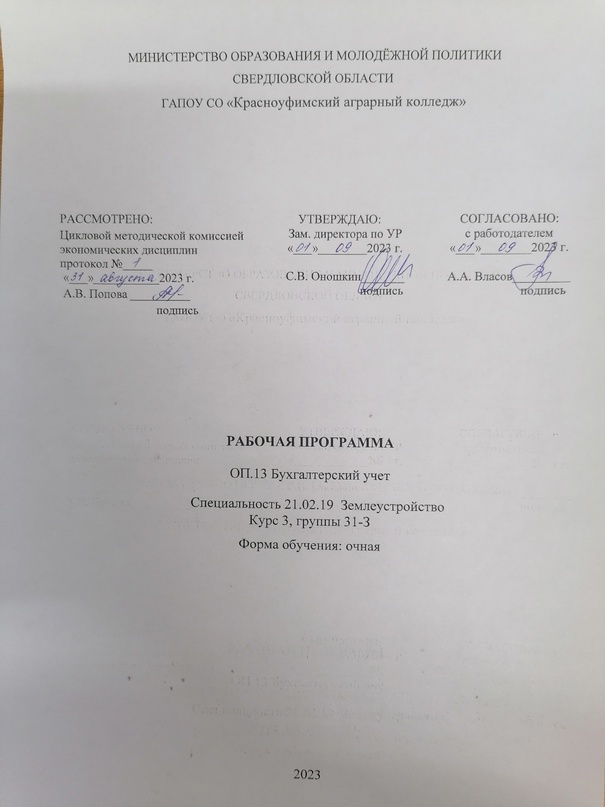 МИНИСТЕРСТВО ОБРАЗОВАНИЯ И МОЛОДЁЖНОЙ ПОЛИТИКИ
СВЕРДЛОВСКОЙ ОБЛАСТИ
ГАПОУ СО «Красноуфимский аграрный колледж»
РАССМОТРЕНО:
Цикловой методической комиссией
экономических дисциплин
протокол № 1
«31» августа 2023 г.
А.В. Попова
подпись
УТВЕРЖДАЮ:
Зам. директора по УР
«01» 09 2023 г.
С.В. Оношкин
подпись
СОГЛАСОВАНО:
с работодателем
«01» 09 2023 г.
А.А. Власов
подпись
РАБОЧАЯ ПРОГРАММА
ОП.13 Бухгалтерский учет
Специальность 21.02.19 Землеустройство
Курс 3, группы 31-З
Форма обучения: очная
2023